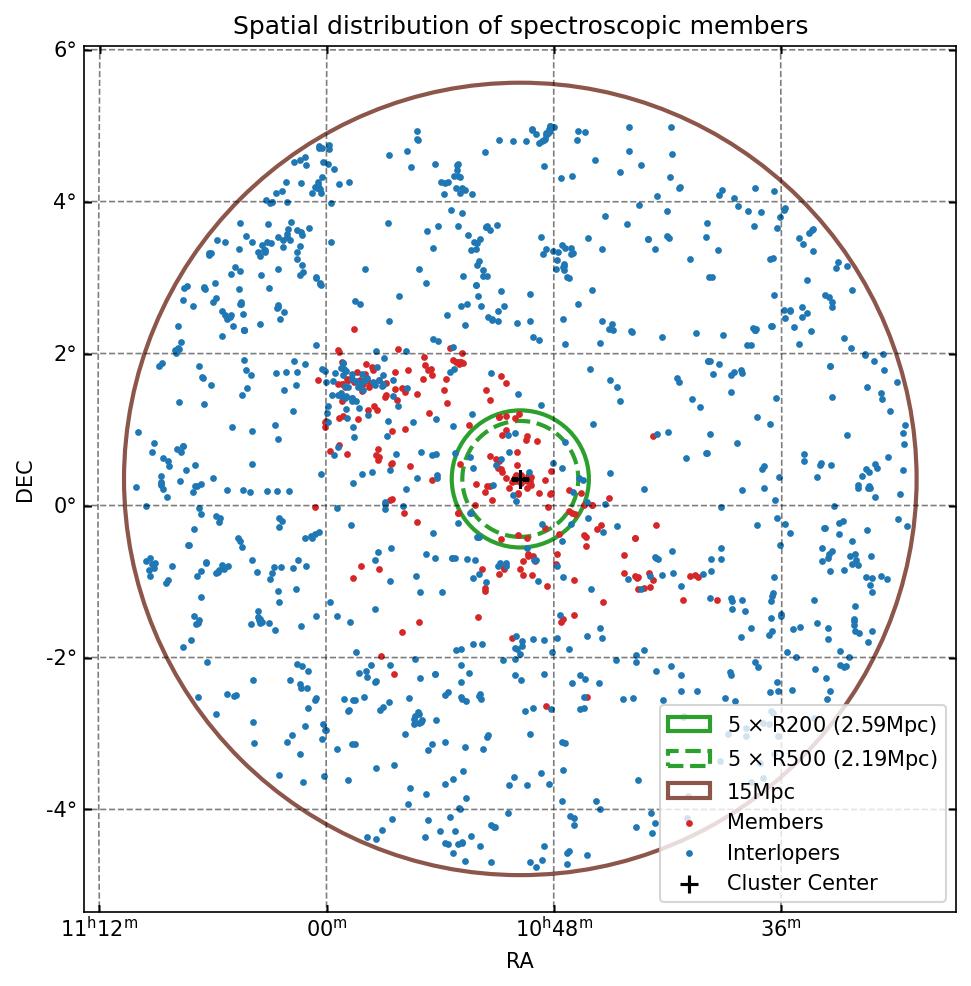 Spatial distribution of spectroscopic members
6°
4°
2°
0°
-2°
-4°
DEC
11ʰ12ᵐ
00ᵐ
10ʰ48ᵐ
36ᵐ
RA
5 × R200 (2.59Mpc)
5 × R500 (2.19Mpc)
15Mpc
Members
Interlopers
Cluster Center